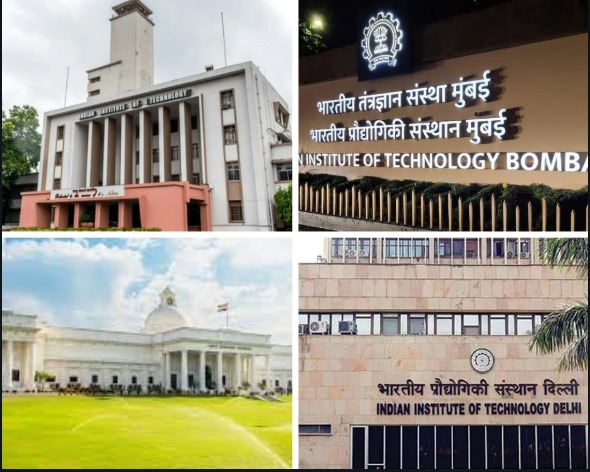 INDIAN INSTITUTE OF TECHNOLOGY
भारतीय तंत्रज्ञान संस्था मुंबई
भारतीय प्रौद्योगिकी संस्थान मुंबई
N INSTITUTE OF TECHNOLOGY BOMBA
भारतीय प्रौद्योगिकी संस्थान दिल्ली
INDIAN INSTITUTE OF TECHNOLOGY DELHI